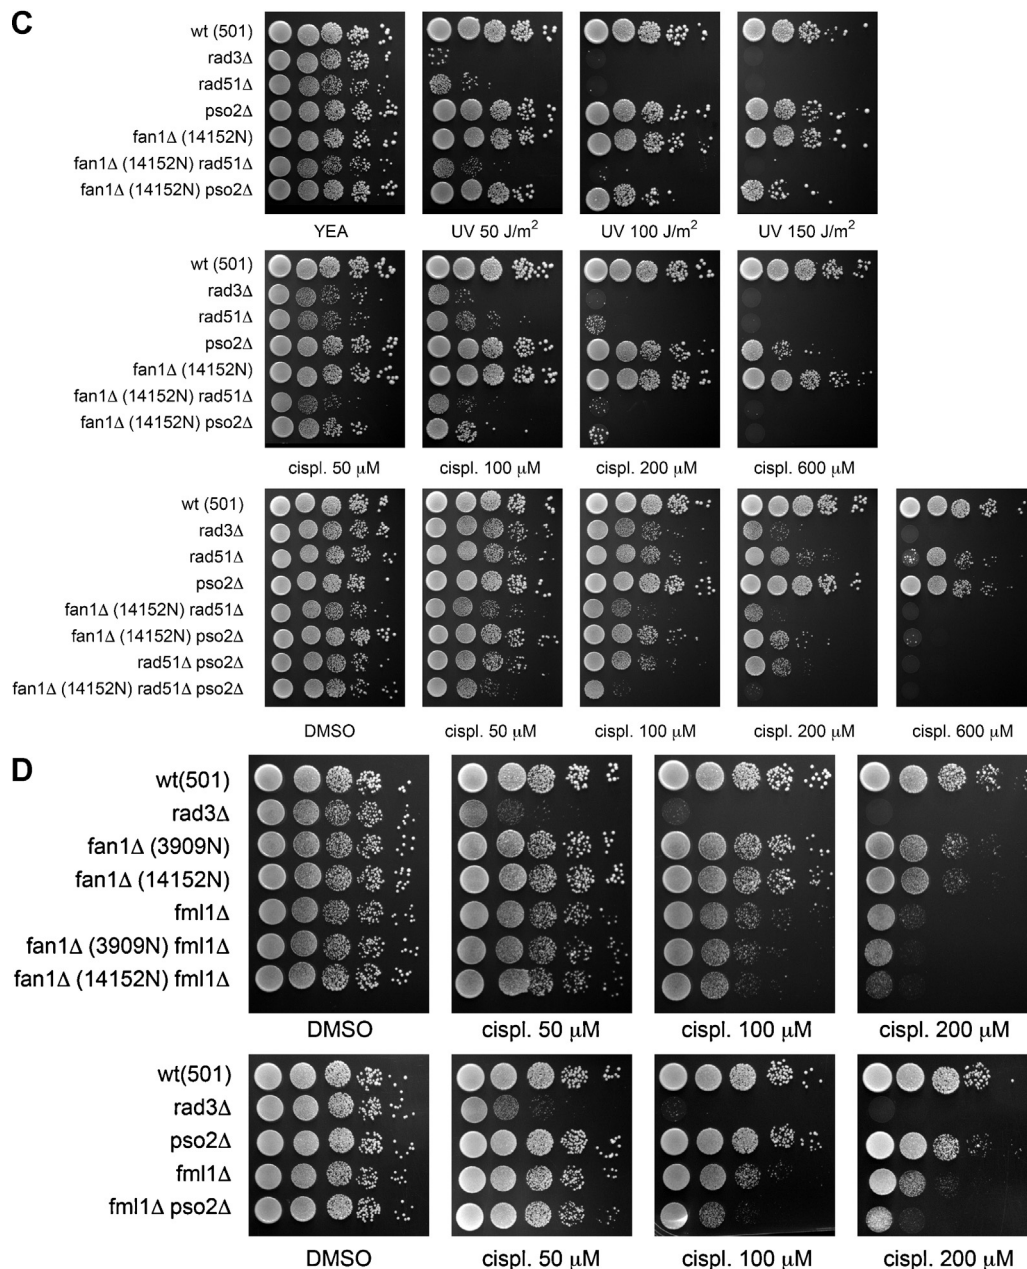 C
wt (501)
rad3Δ
rad51Δ
pso2Δ
fan1Δ (14152N)
fan1Δ (14152N) rad51Δ
fan1Δ (14152N) pso2Δ
YEA UV 50 J/m² UV 100 J/m² UV 150 J/m²
wt (501)
rad3Δ
rad51Δ
pso2Δ
fan1Δ (14152N)
fan1Δ (14152N) rad51Δ
fan1Δ (14152N) pso2Δ
cispl. 50 µM cispl. 100 µM cispl. 200 µM cispl. 600 µM
wt (501)
rad3Δ
rad51Δ
pso2Δ
fan1Δ (14152N) rad51Δ
fan1Δ (14152N) pso2Δ
rad51Δ pso2Δ
fan1Δ (14152N) rad51Δ pso2Δ
DMSO cispl. 50 µM cispl. 100 µM cispl. 200 µM cispl. 600 µM
D
wt(501)
rad3Δ
fan1Δ (3909N)
fan1Δ (14152N)
fml1Δ
fan1Δ (3909N) fml1Δ
fan1Δ (14152N) fml1Δ
DMSO cispl. 50 µM cispl. 100 µM cispl. 200 µM
wt(501)
rad3Δ
pso2Δ
fml1Δ
fml1Δ pso2Δ
DMSO cispl. 50 µM cispl. 100 µM cispl. 200 µM